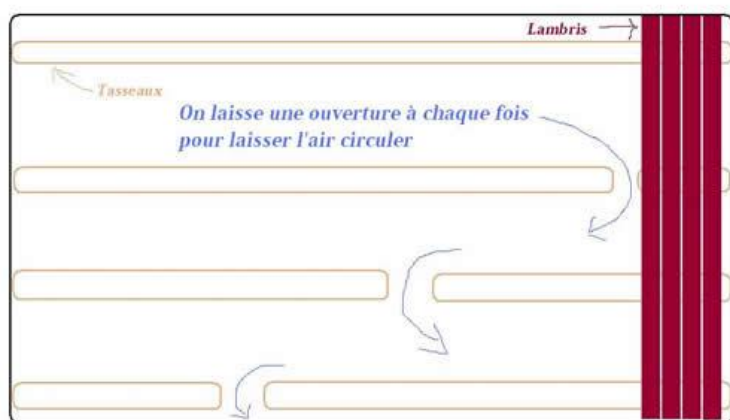 Lambris
Tasseaux
On laisse une ouverture à chaque fois
pour laisser l'air circuler